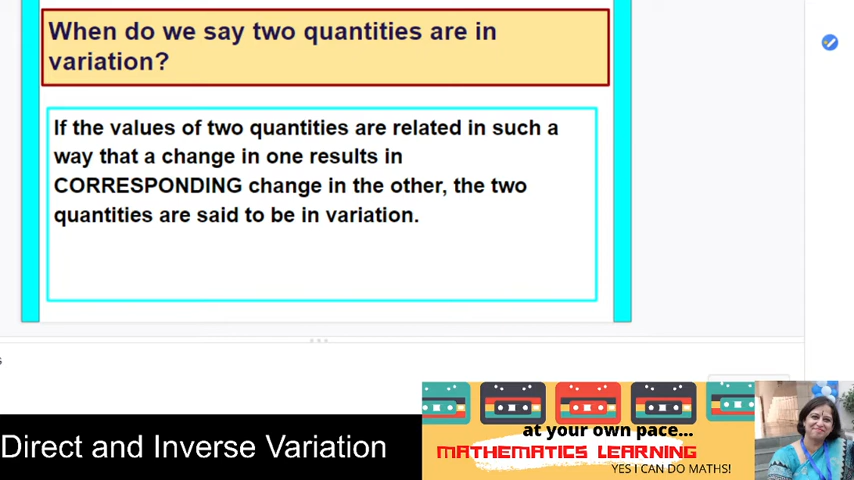 When do we say two quantities are in
variation?
If the values of two quantities are related in such a
way that a change in one results in
CORRESPONDING change in the other, the two
quantities are said to be in variation.
s
Direct and Inverse Variation
at your own pace...
MATHEMATICS LEARNING
YES I CAN DO MATHS!